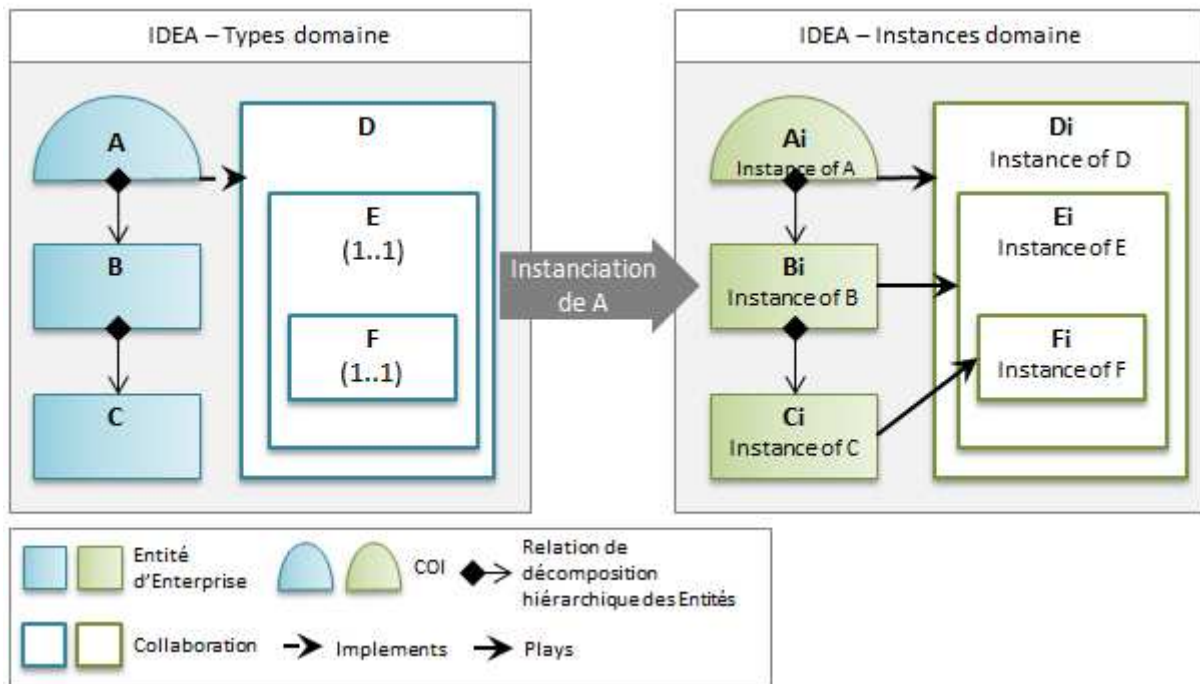 IDEA – Types domaine
A
D
E
(1..1)
B
F
(1..1)
C
Instanciation
de A
IDEA – Instances domaine
Ai
Instance of A
Di
Instance of D
Ei
Instance of E
Bi
Instance of B
Fi
Instance of F
Ci
Instance of C
Entité
d'Enterprise
COI
Relation de
décomposition
hiérarchique des Entités
Collaboration
Implements
Plays